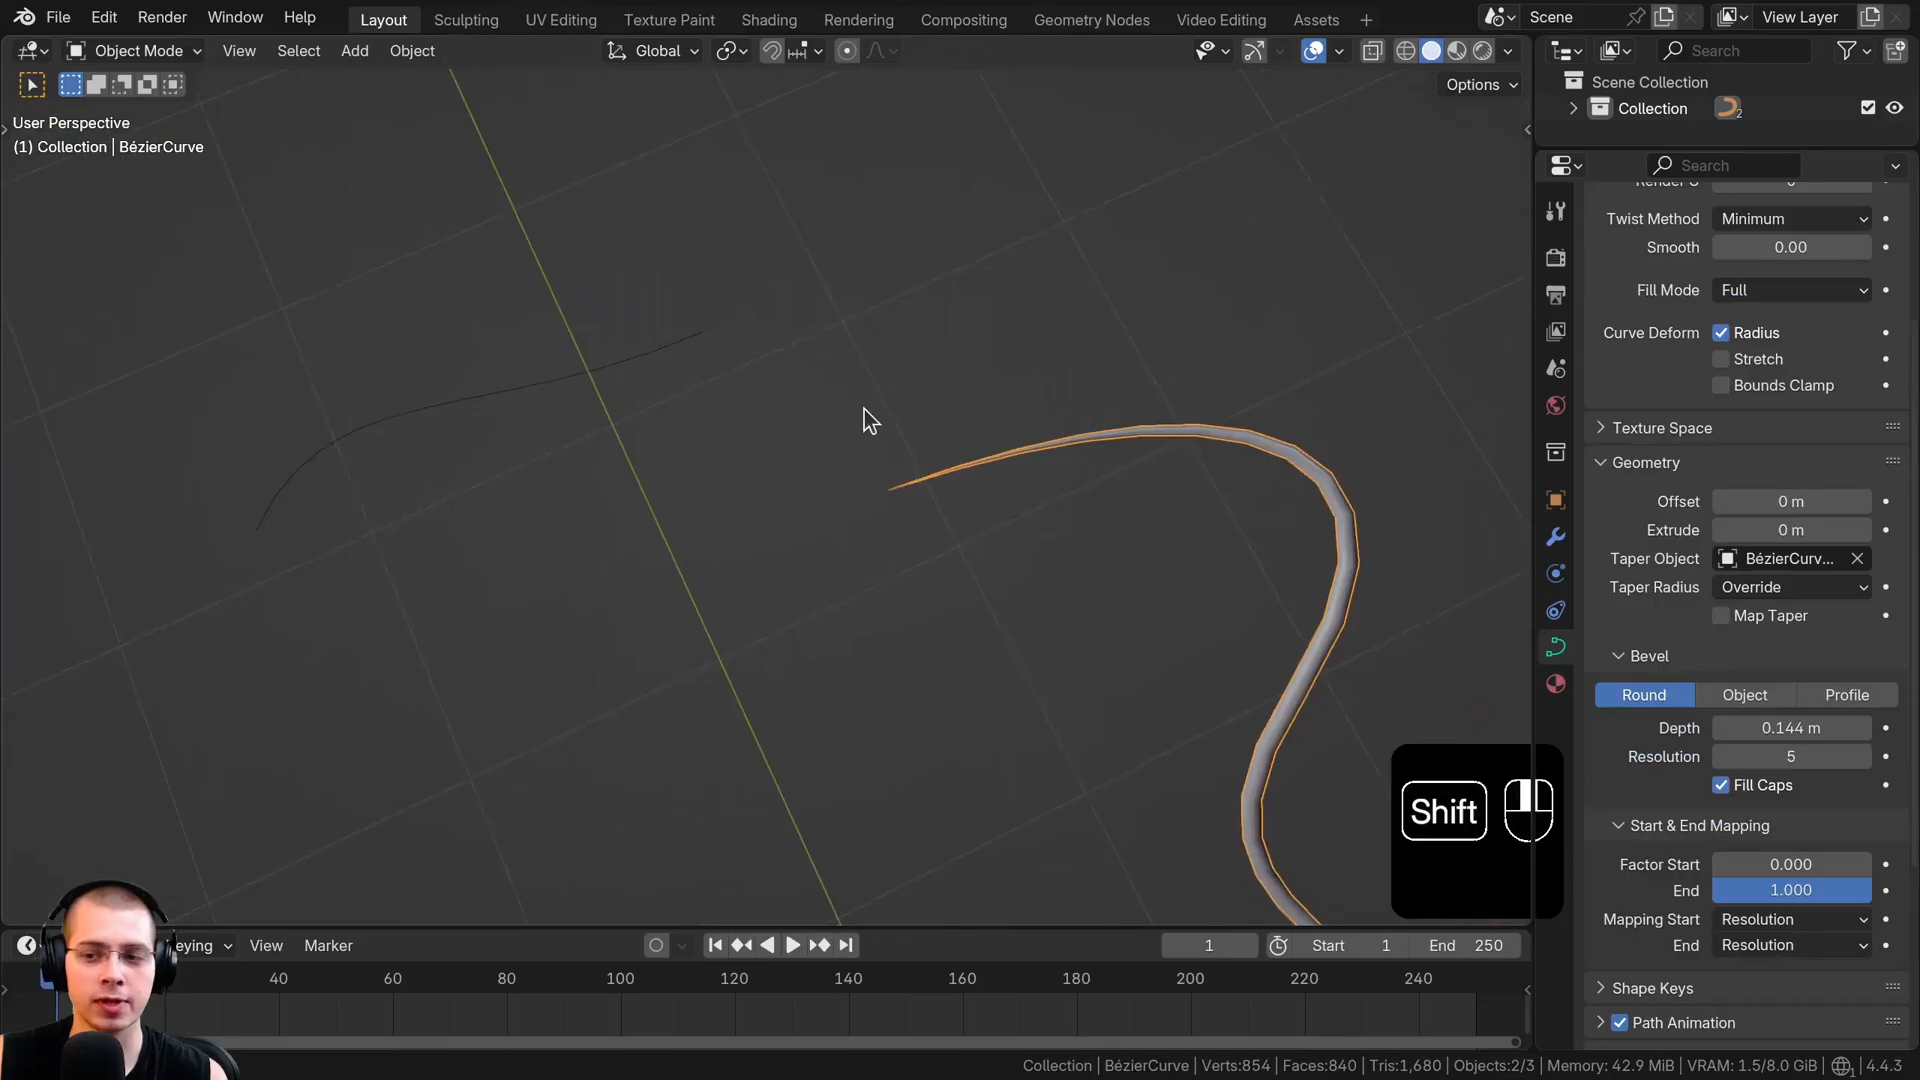 File Edit Render Window Help Layout Sculpting UV Editing Texture Paint Shading Rendering Compositing Geometry Nodes Video Editing Assets Scene View Layer
Object Mode View Select Add Object Global Search
Options
User Perspective
(1) Collection | BézierCurve
Scene Collection
Collection 2
Search
Twist Method Minimum
Smooth 0.00
Fill Mode Full
Curve Deform Radius
Stretch
Bounds Clamp
Texture Space
Geometry
Offset 0 m
Extrude 0 m
Taper Object BézierCurv...
Taper Radius Override
Map Taper
Bevel
Round Object Profile
Depth 0.144 m
Resolution 5
Fill Caps
Start & End Mapping
Factor Start 0.000
End 1.000
Mapping Start Resolution
End Resolution
Shape Keys
Path Animation
Shift
eying View Marker 1 Start 1 End 250
40 60 80 100 120 140 160 180 200 220 240
Collection | BézierCurve | Verts:854 | Faces:840 | Tris:1,680 | Objects:2/3 | Memory: 42.9 MiB | VRAM: 1.5/8.0 GiB | 4.4.3